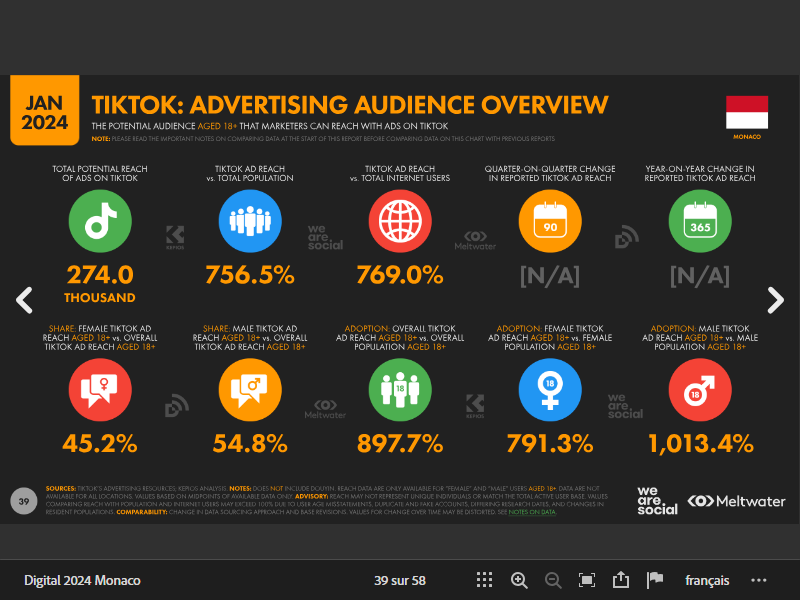 JAN
2024
TIKTOK: ADVERTISING AUDIENCE OVERVIEW
THE POTENTIAL AUDIENCE AGED 18+ THAT MARKETERS CAN REACH WITH ADS ON TIKTOK
NOTE: PLEASE READ THE IMPORTANT NOTES ON COMPARING DATA AT THE START OF THIS REPORT BEFORE COMPARING DATA ON THIS CHART WITH PREVIOUS REPORTS
MONACO
TOTAL POTENTIAL REACH
OF ADS ON TIKTOK
TIKTOK AD REACH
vs. TOTAL POPULATION
TIKTOK AD REACH
vs. TOTAL INTERNET USERS
QUARTER-ON-QUARTER CHANGE
IN REPORTED TIKTOK AD REACH
YEAR-ON-YEAR CHANGE IN
REPORTED TIKTOK AD REACH
90
365
KEPIOS
we
are.
social
Meltwater
274.0
THOUSAND
756.5%
769.0%
[N/A]
[N/A]
SHARE: FEMALE TIKTOK AD
REACH AGED 18+ vs. OVERALL
TIKTOK AD REACH AGED 18+
SHARE: MALE TIKTOK AD
REACH AGED 18+ vs. OVERALL
TIKTOK AD REACH AGED 18+
ADOPTION: OVERALL TIKTOK
AD REACH AGED 18+ vs. OVERALL
POPULATION AGED 18+
ADOPTION: FEMALE TIKTOK
AD REACH AGED 18+ vs. FEMALE
POPULATION AGED 18+
ADOPTION: MALE TIKTOK
AD REACH AGED 18+ vs. MALE
POPULATION AGED 18+
18
18
18
Meltwater
KEPIOS
we
are.
social
45.2%
54.8%
897.7%
791.3%
1,013.4%
39
SOURCES: TIKTOK'S ADVERTISING RESOURCES; KEPIOS ANALYSIS. NOTES: DOES NOT INCLUDE DOUYIN. REACH DATA ARE ONLY AVAILABLE FOR "FEMALE" AND "MALE" USERS AGED 18+. DATA ARE NOT
AVAILABLE FOR ALL LOCATIONS. VALUES BASED ON MIDPOINTS OF AVAILABLE DATA ONLY. ADVISORY: REACH MAY NOT REPRESENT UNIQUE INDIVIDUALS OR MATCH THE TOTAL ACTIVE USER BASE. VALUES
COMPARING REACH WITH POPULATION AND INTERNET USERS MAY EXCEED 100% DUE TO USER AGE MISSTATEMENTS, DUPLICATE AND FAKE ACCOUNTS, DIFFERING RESEARCH DATES, AND CHANGES IN
RESIDENT POPULATIONS. COMPARABILITY: CHANGE IN DATA SOURCING APPROACH AND BASE REVISIONS. VALUES FOR CHANGE OVER TIME MAY BE DISTORTED. SEE NOTES ON DATA.
we
are.
social
Meltwater
Digital 2024 Monaco
39 sur 58
français